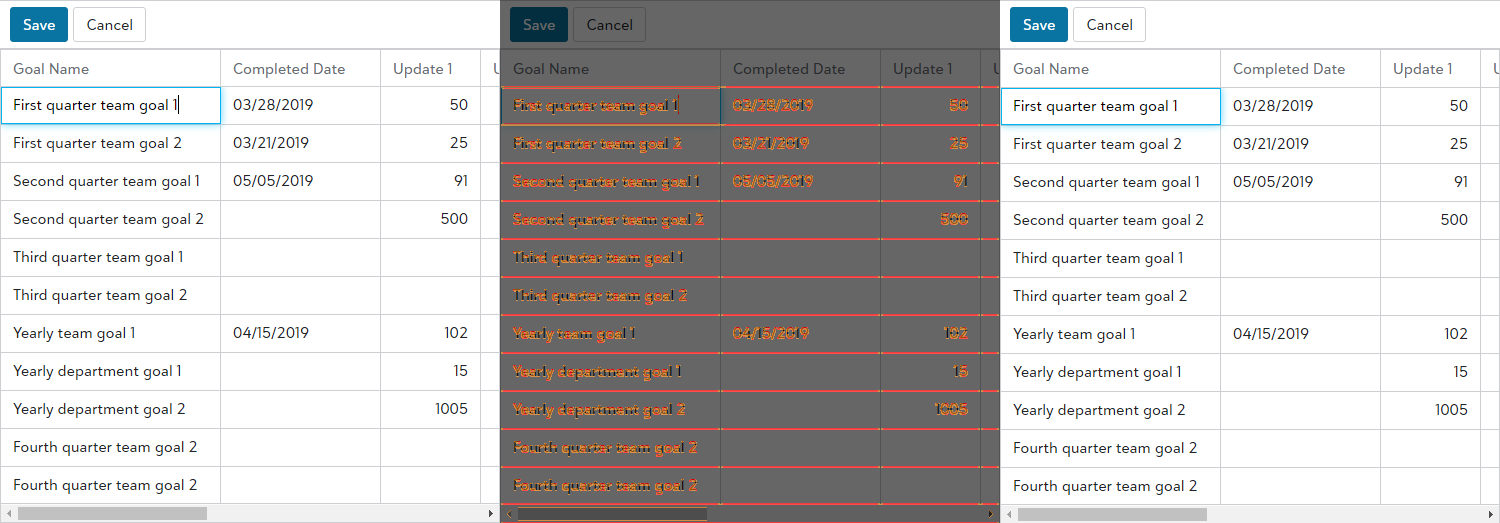 Save Cancel Save Cancel Save Cancel
Goal Name Completed Date Update 1 Goal Name Completed Date Update 1 Goal Name Completed Date Update 1
First quarter team goal 1 03/28/2019 50 First quarter team goal 1 03/28/2019 50 First quarter team goal 1 03/28/2019 50
First quarter team goal 2 03/21/2019 25 First quarter team goal 2 03/21/2019 25 First quarter team goal 2 03/21/2019 25
Second quarter team goal 1 05/05/2019 91 Second quarter team goal 1 05/05/2019 91 Second quarter team goal 1 05/05/2019 91
Second quarter team goal 2 500 Second quarter team goal 2 500 Second quarter team goal 2 500
Third quarter team goal 1 Third quarter team goal 1 Third quarter team goal 1
Third quarter team goal 2 Third quarter team goal 2 Third quarter team goal 2
Yearly team goal 1 04/15/2019 102 Yearly team goal 1 04/15/2019 102 Yearly team goal 1 04/15/2019 102
Yearly department goal 1 15 Yearly department goal 1 15 Yearly department goal 1 15
Yearly department goal 2 1005 Yearly department goal 2 1005 Yearly department goal 2 1005
Fourth quarter team goal 2 Fourth quarter team goal 2 Fourth quarter team goal 2
Fourth quarter team goal 2 Fourth quarter team goal 2 Fourth quarter team goal 2